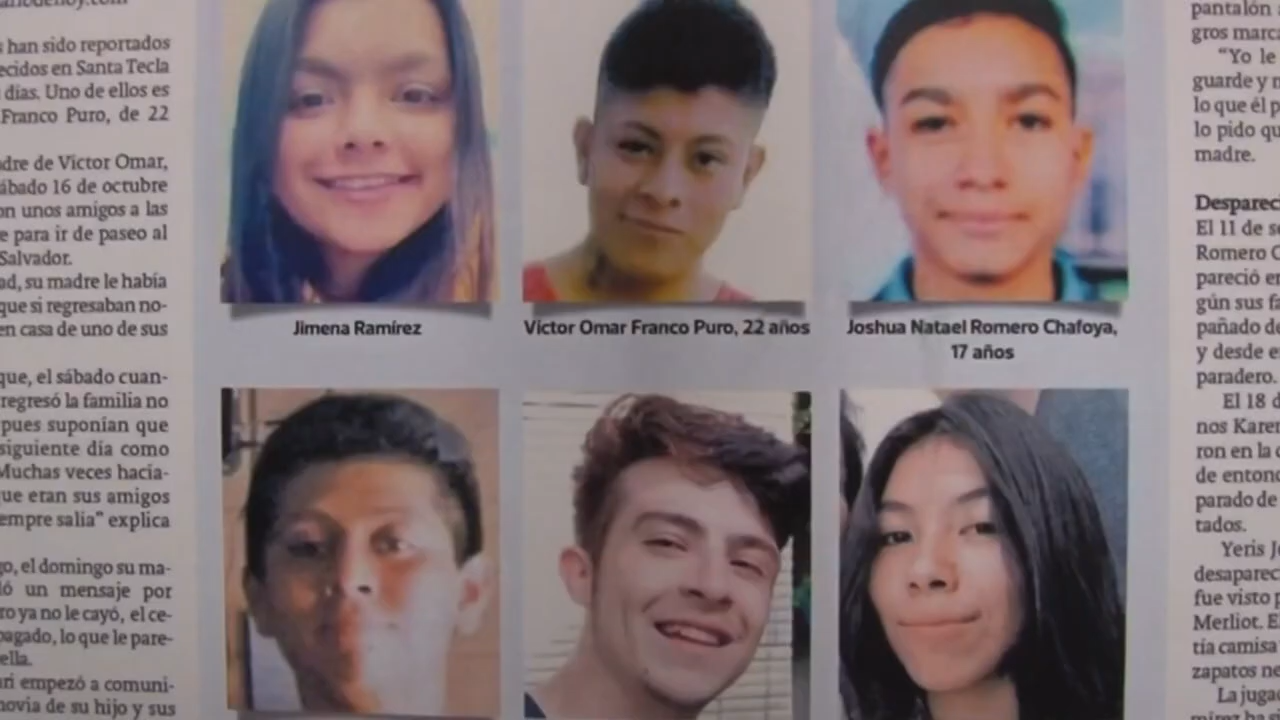 s han sido reportados
ecidos en Santa Tecla
días. Uno de ellos es
Franco Puro, de 22
dre de Víctor Omar,
ábado 16 de octubre
on unos amigos a las
e para ir de paseo al
Salvador.
ad, su madre le había
que si regresaban no-
en casa de uno de sus
que, el sábado cuan-
regresó la familia no
pues suponían que
siguiente día como
Muchas veces hacía-
que eran sus amigos
empre salía" explica
go, el domingo su ma-
ló un mensaje por
ro ya no le cayó, el ce-
pagado, lo que le pare-
ella.
ari empezó a comuni-
novia de su hijo y sus
Jimena Ramírez
Víctor Omar Franco Puro, 22 años
Joshua Natael Romero Chafoya,
17 años
pantalón
gros marca
"Yo le
guarde y
lo que él p
lo pido qu
madre.
Despareci
El 11 de se
Romero C
pareció en
gún sus fa
pañado de
y desde e
paradero.
El 18 d
nos Karen
ron en la c
de entonc
parado de
tados.
Yeris J
desapareci
fue visto p
Merliot. E
tía camisa
zapatos ne
La jugad